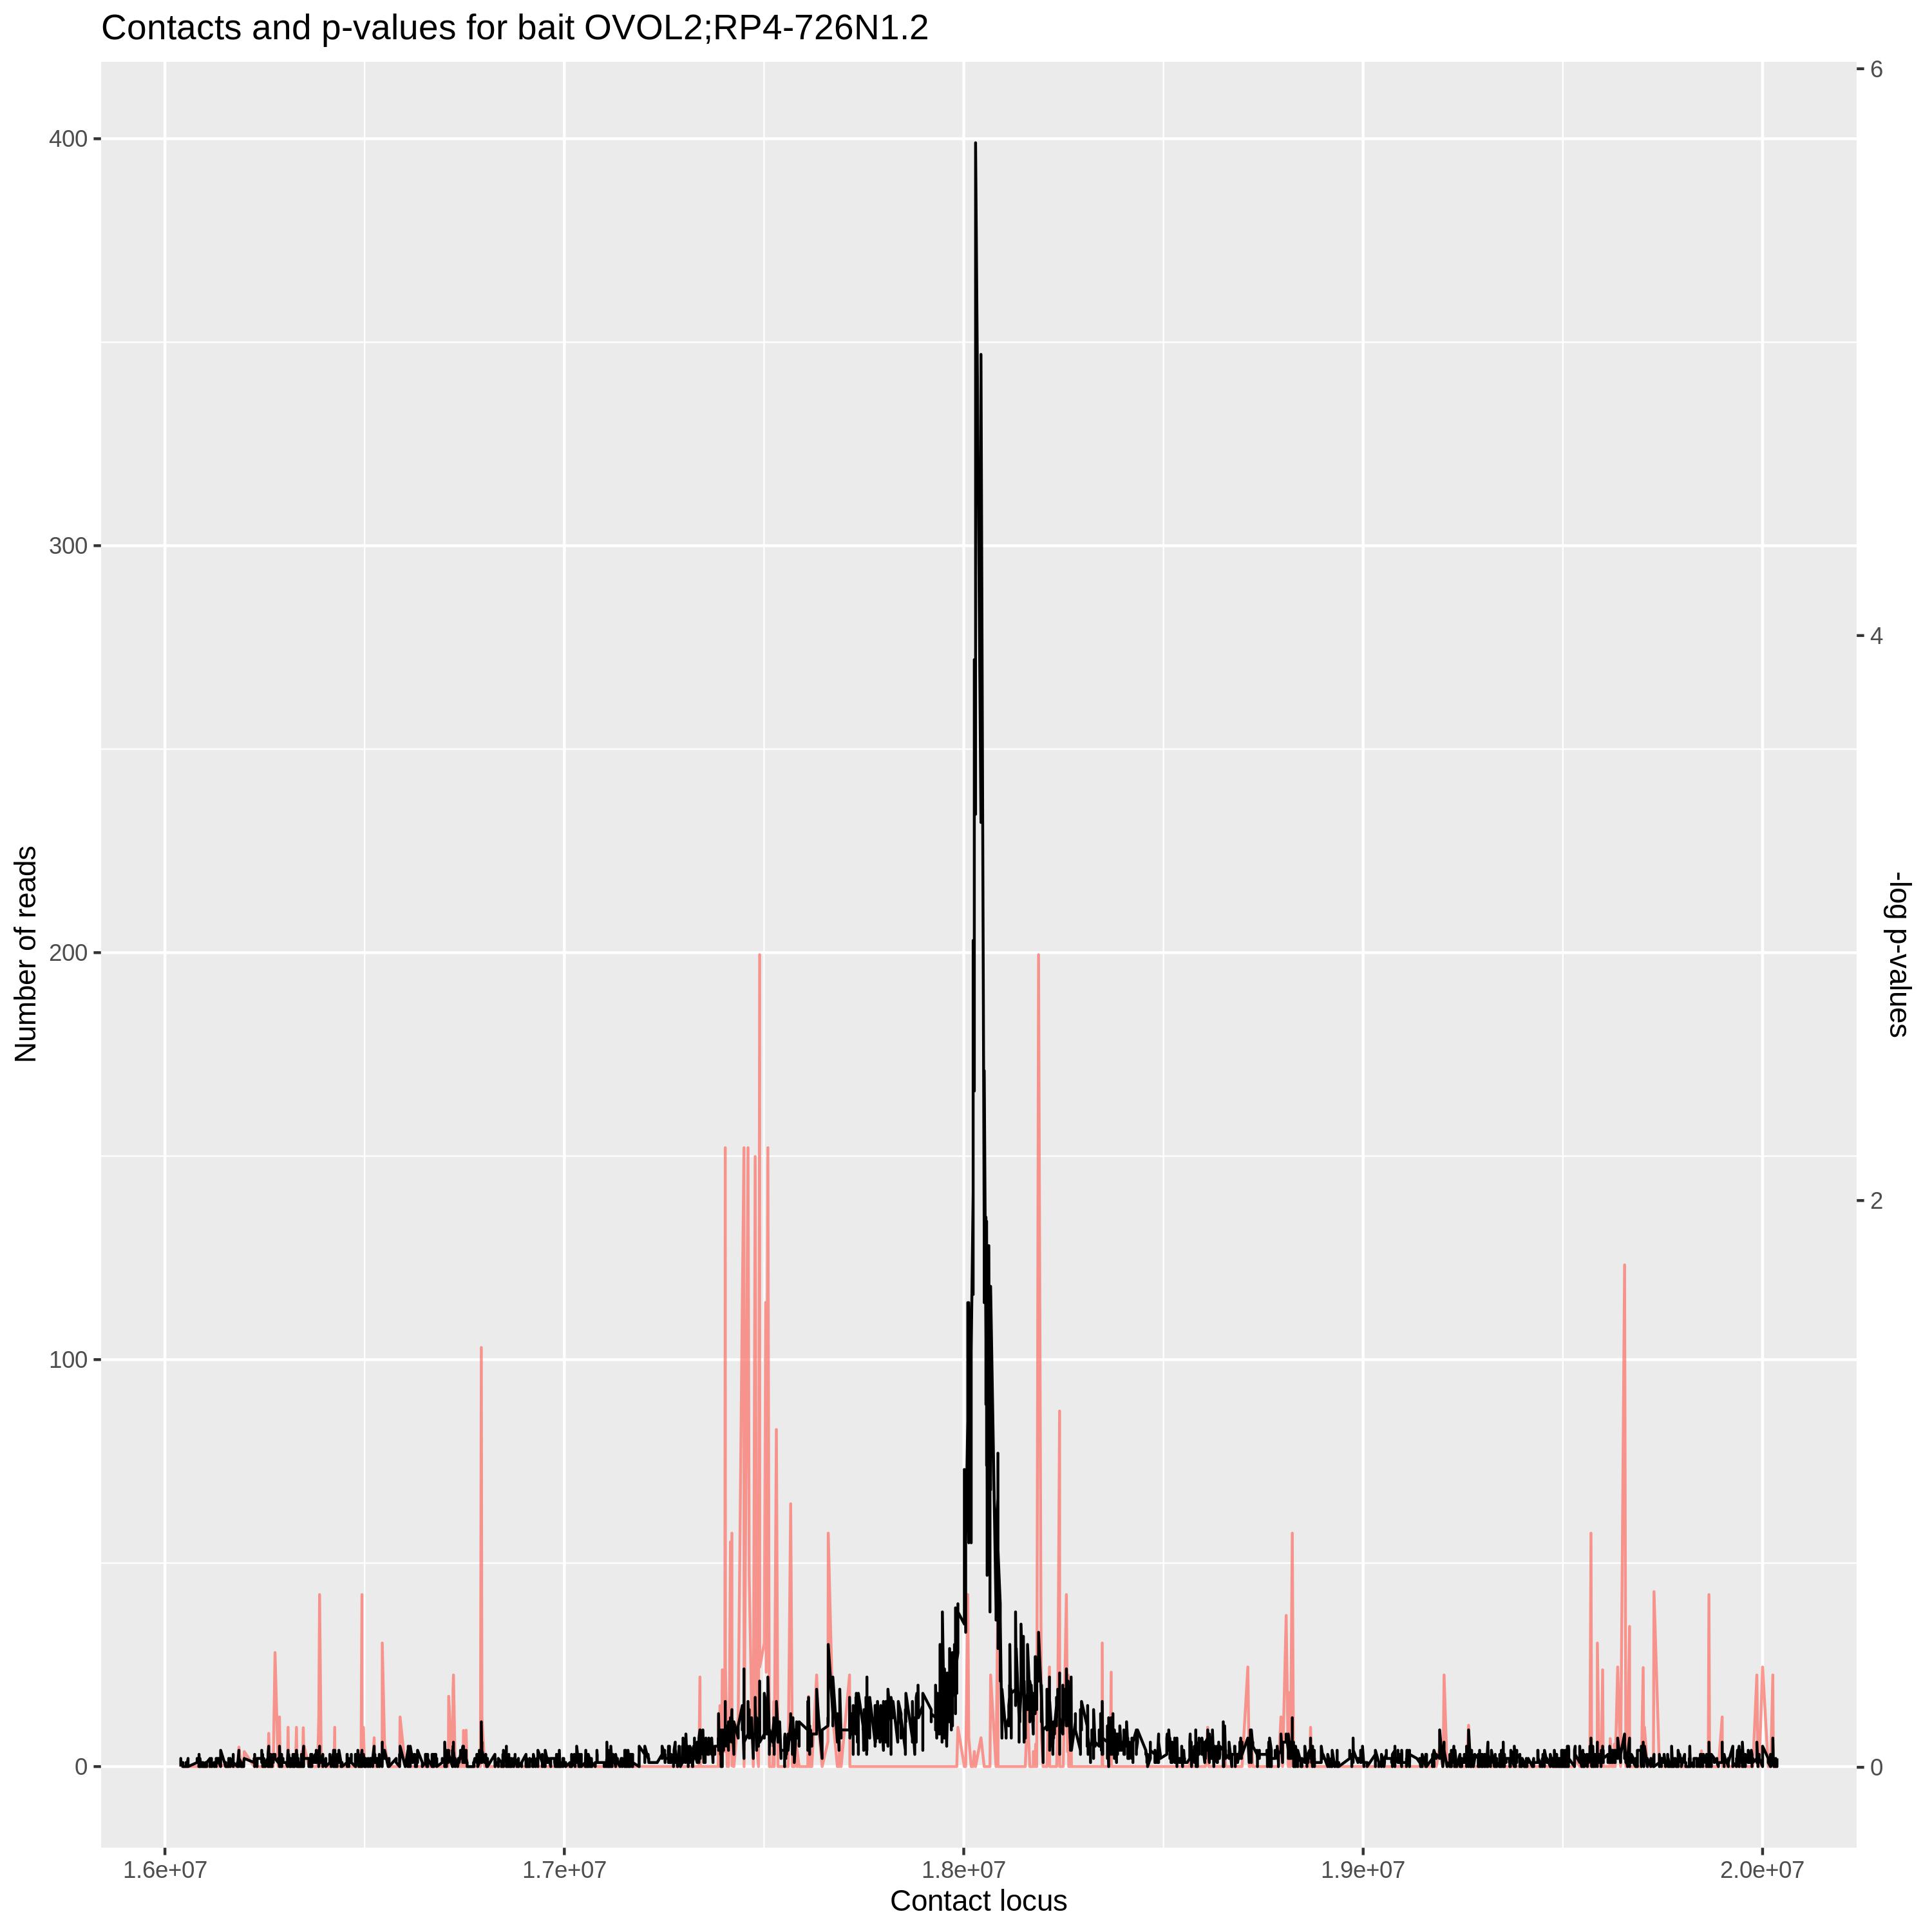 Contacts and p-values for bait OVOL2;RP4-726N1.2
Number of reads
400
300
200
100
0
6
4
2
0
-log p-values
1.6e+07
1.7e+07
1.8e+07
1.9e+07
2.0e+07
Contact locus